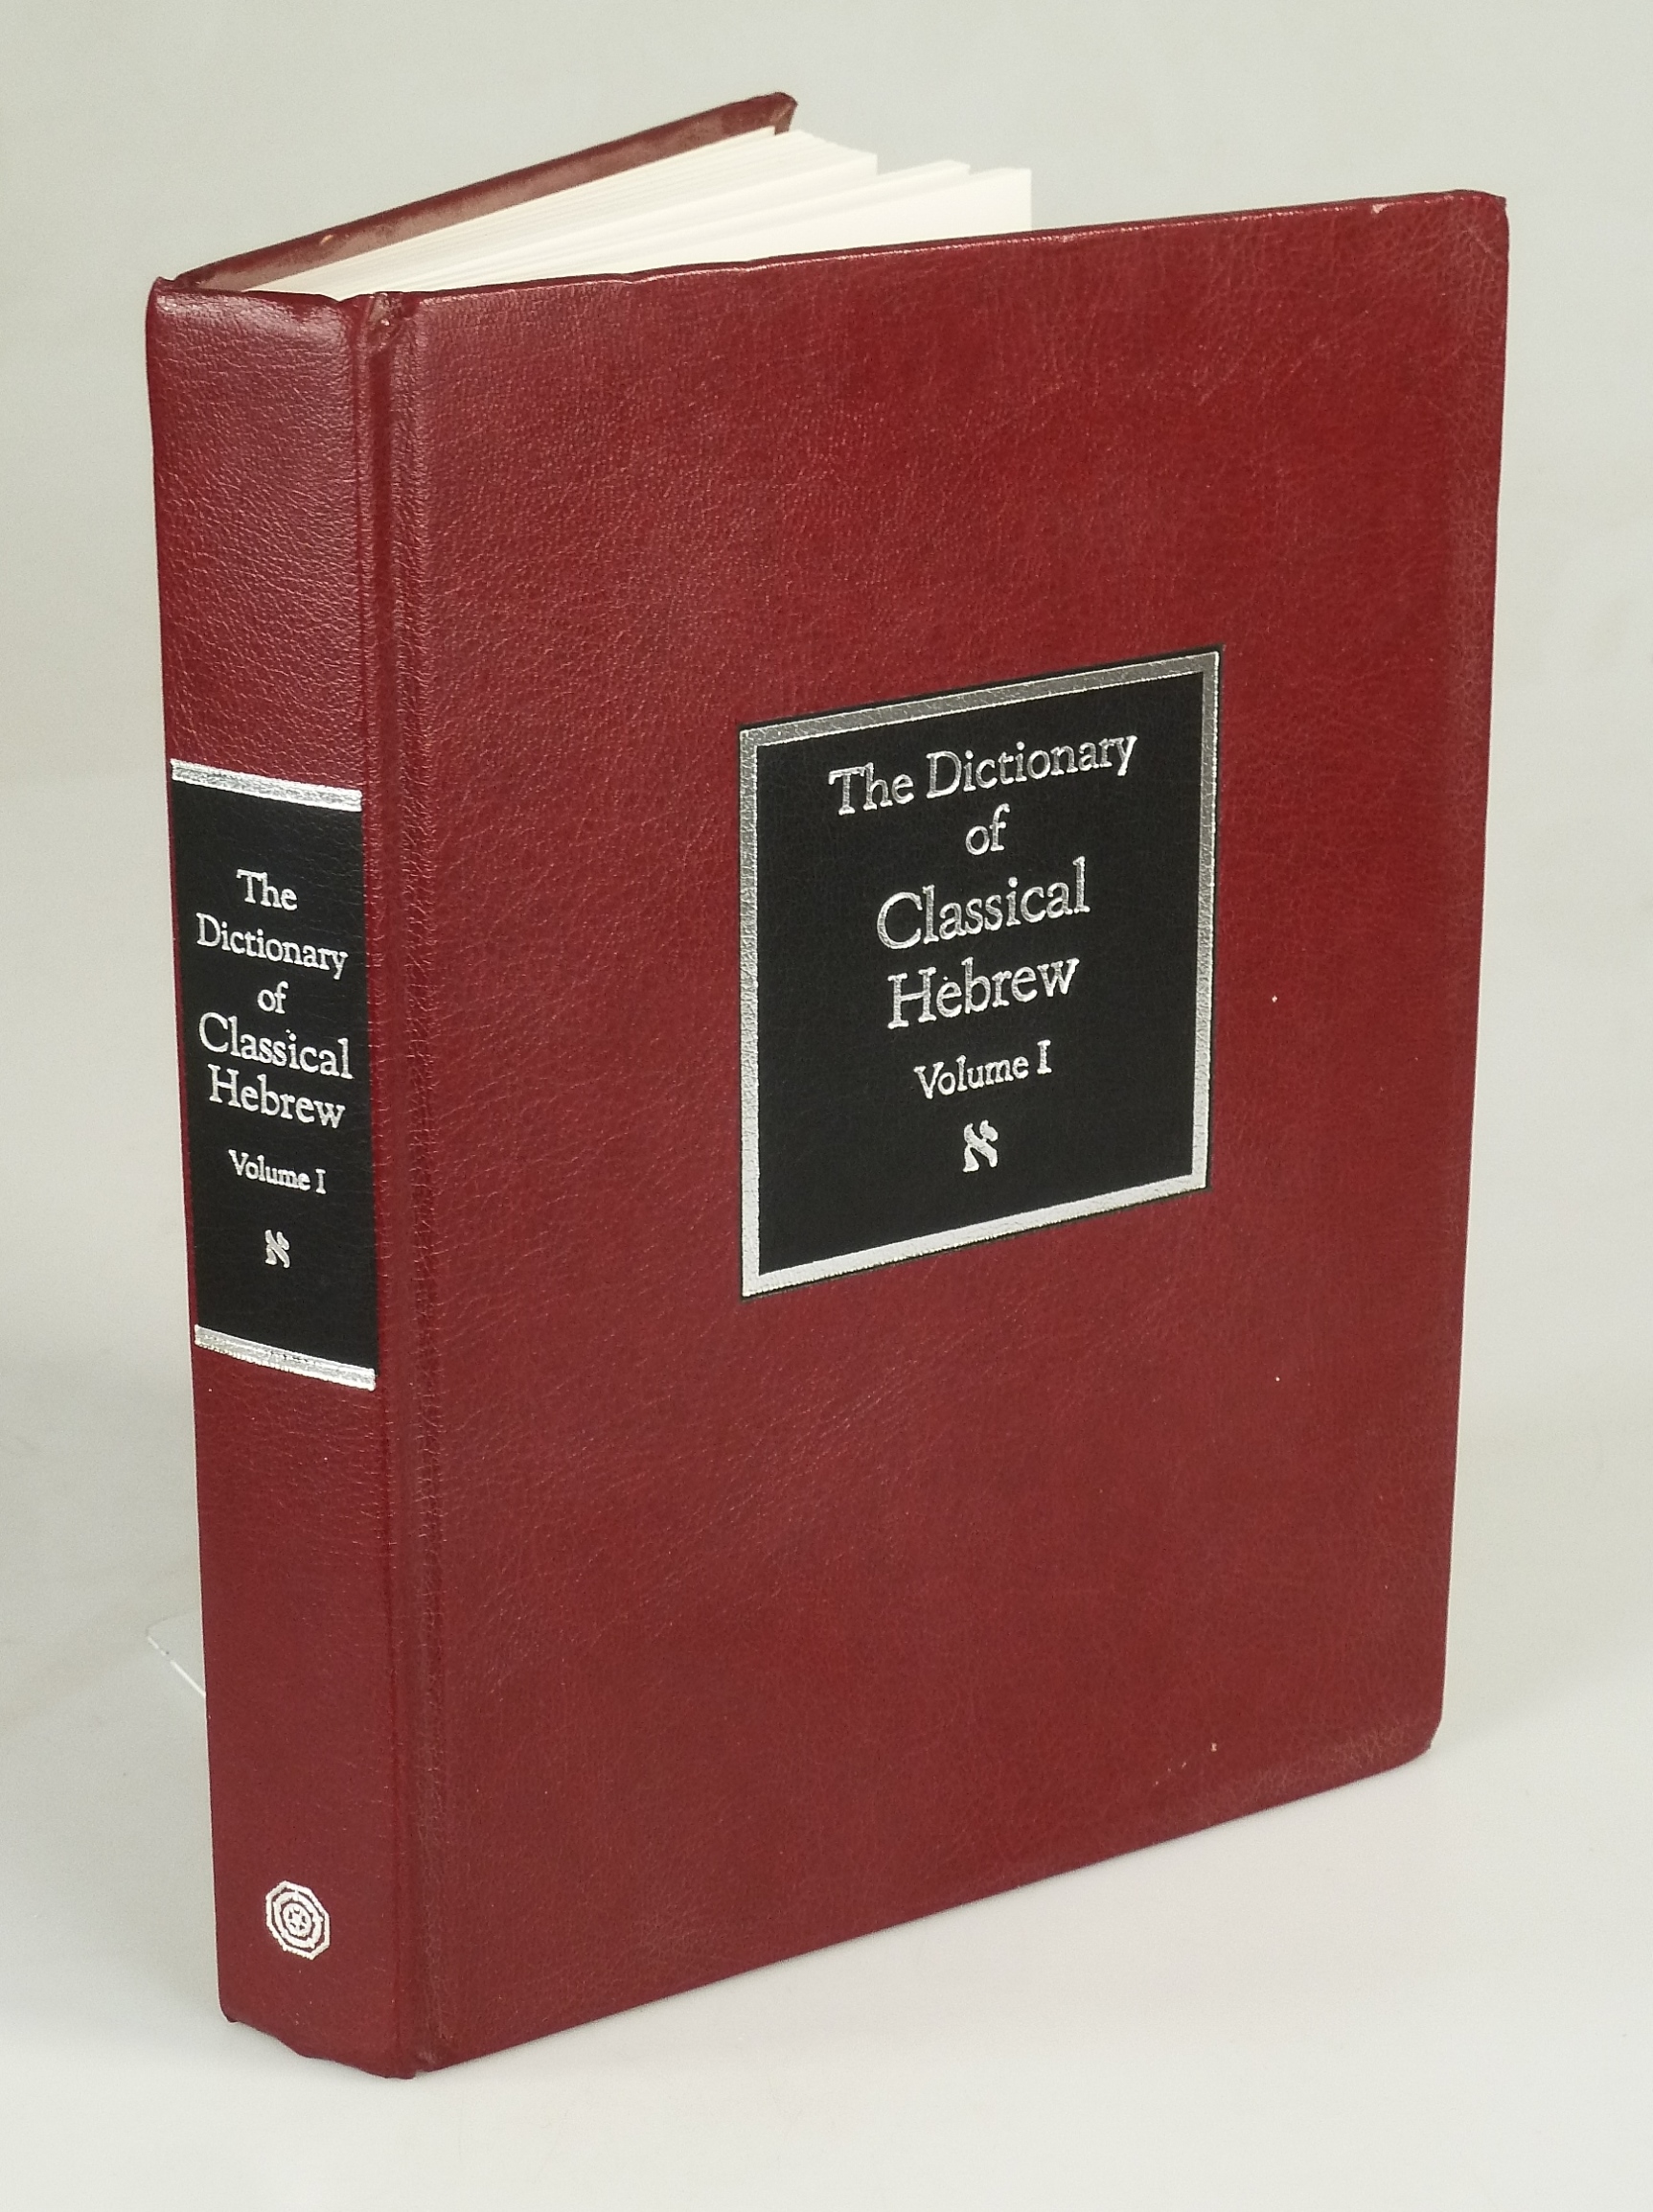 The
Dictionary
of
Classical
Hebrew
Volume I
א
The Dictionary
of
Classical
Hebrew
Volume I
א